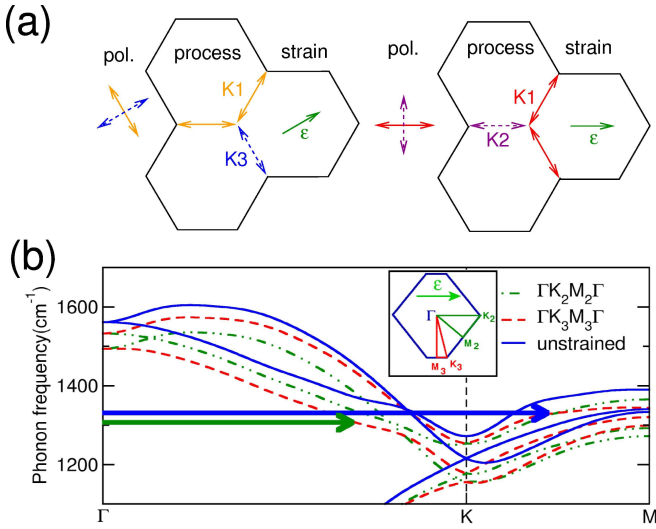 (a)
pol. process strain pol. process strain
K1 K1
ε ε
K3 K2
(b)
Phonon frequency(cm⁻¹)
1600
1400
1200
Γ K M
ε
Γ K₂
M₂
M₃ K₃
ΓK₂M₂Γ
ΓK₃M₃Γ
unstrained